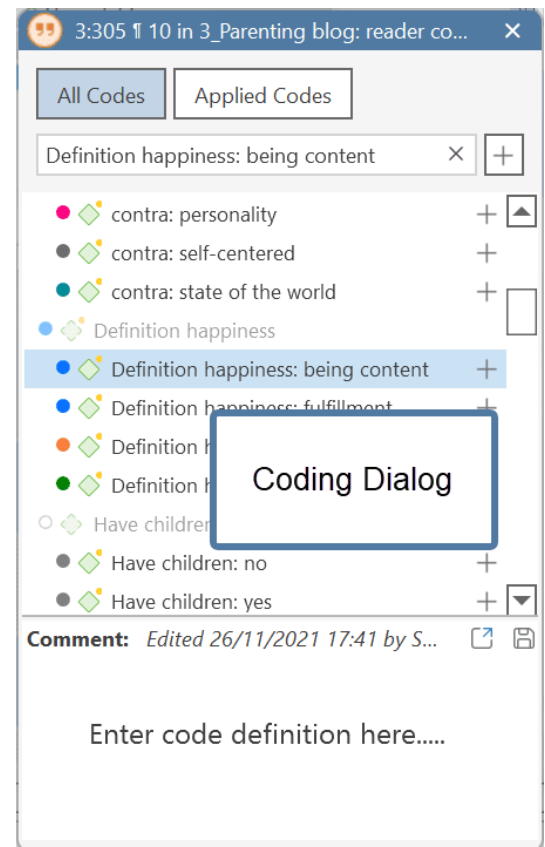 3:305 ¶ 10 in 3_Parenting blog: reader co...
All Codes Applied Codes
Definition happiness: being content
contra: personality
contra: self-centered
contra: state of the world
Definition happiness
Definition happiness: being content
Definition happiness: fulfillment
Definition
Definition
Coding Dialog
Have children
Have children: no
Have children: yes
Comment: Edited 26/11/2021 17:41 by S...
Enter code definition here.....